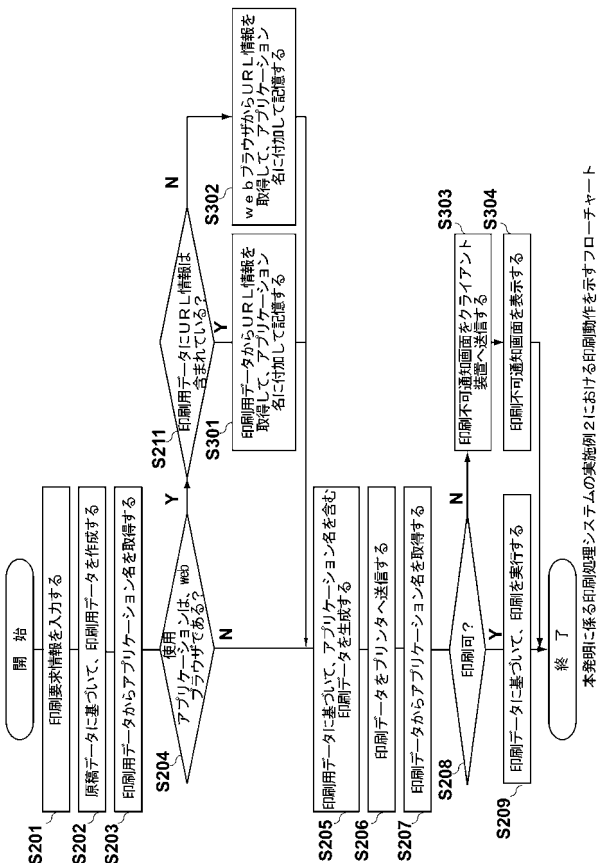 開　始
S201
印刷要求情報を入力する
S202
原稿データに基づいて、印刷用データを作成する
S203
印刷用データからアプリケーション名を取得する
S204
使用
アプリケーションは、web
ブラウザである？
Y
N
S211
印刷用データにURL情報は
含まれている？
Y
N
S301
印刷用データからURL情報を
取得して、アプリケーション
名に付加して記憶する
S302
webブラウザからURL情報を
取得して、アプリケーション
名に付加して記憶する
S205
印刷用データに基づいて、アプリケーション名を含む
印刷データを生成する
S206
印刷データをプリンタへ送信する
S207
印刷データからアプリケーション名を取得する
S208
印刷可？
N
Y
S303
印刷不可通知画面をクライアント
装置へ送信する
S304
印刷不可通知画面を表示する
S209
印刷データに基づいて、印刷を実行する
終　了
本発明に係る印刷処理システムの実施例２における印刷動作を示すフローチャート